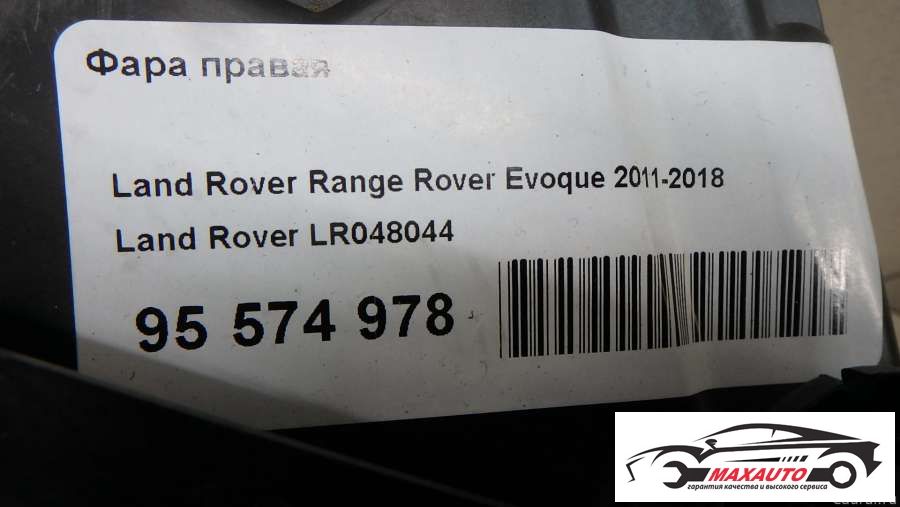 Фара правая
Land Rover Range Rover Evoque 2011-2018
Land Rover LR048044
95 574 978
MAXAUTO
гарантия качества и высокого сервиса